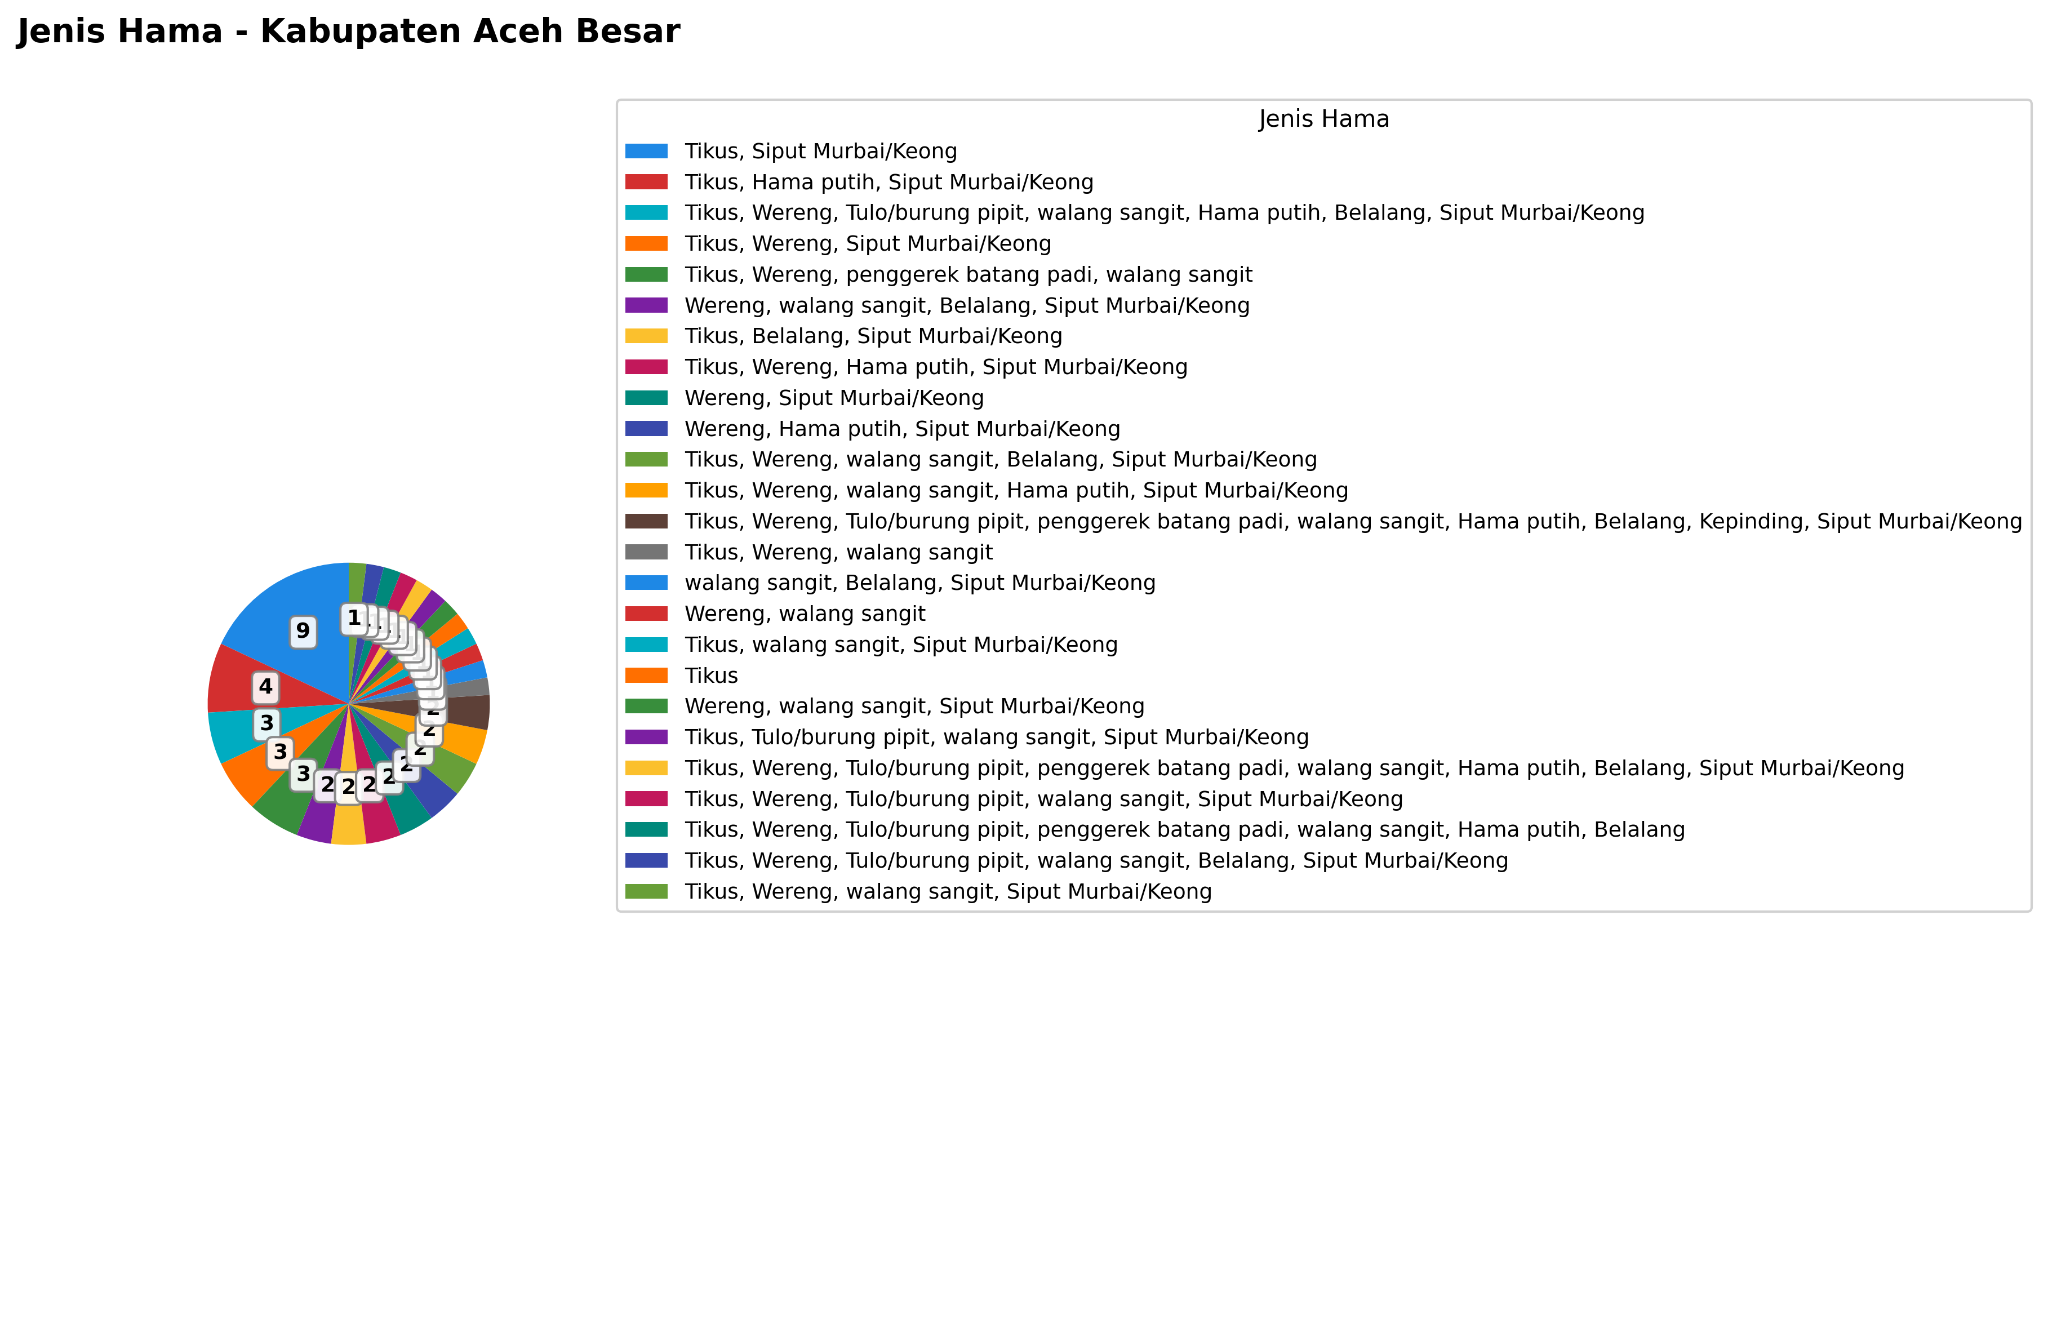 Jenis Hama - Kabupaten Aceh Besar
Jenis Hama
Tikus, Siput Murbai/Keong
Tikus, Hama putih, Siput Murbai/Keong
Tikus, Wereng, Tulo/burung pipit, walang sangit, Hama putih, Belalang, Siput Murbai/Keong
Tikus, Wereng, Siput Murbai/Keong
Tikus, Wereng, penggerek batang padi, walang sangit
Wereng, walang sangit, Belalang, Siput Murbai/Keong
Tikus, Belalang, Siput Murbai/Keong
Tikus, Wereng, Hama putih, Siput Murbai/Keong
Wereng, Siput Murbai/Keong
Wereng, Hama putih, Siput Murbai/Keong
Tikus, Wereng, walang sangit, Belalang, Siput Murbai/Keong
Tikus, Wereng, walang sangit, Hama putih, Siput Murbai/Keong
Tikus, Wereng, Tulo/burung pipit, penggerek batang padi, walang sangit, Hama putih, Belalang, Kepinding, Siput Murbai/Keong
Tikus, Wereng, walang sangit
walang sangit, Belalang, Siput Murbai/Keong
Wereng, walang sangit
Tikus, walang sangit, Siput Murbai/Keong
Tikus
Wereng, walang sangit, Siput Murbai/Keong
Tikus, Tulo/burung pipit, walang sangit, Siput Murbai/Keong
Tikus, Wereng, Tulo/burung pipit, penggerek batang padi, walang sangit, Hama putih, Belalang, Siput Murbai/Keong
Tikus, Wereng, Tulo/burung pipit, walang sangit, Siput Murbai/Keong
Tikus, Wereng, Tulo/burung pipit, penggerek batang padi, walang sangit, Hama putih, Belalang
Tikus, Wereng, Tulo/burung pipit, walang sangit, Belalang, Siput Murbai/Keong
Tikus, Wereng, walang sangit, Siput Murbai/Keong
9
4
3
3
3
2
2
2
2
2
2
2
2
1